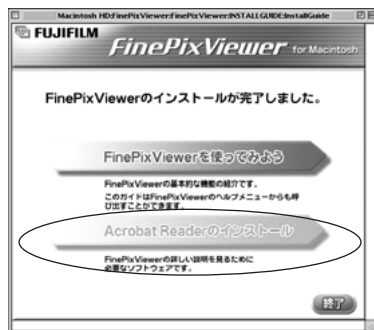 Macintosh HD:FinePixViewer:FinePixViewer:INSTALL GUIDE:InstallGuide
FUJIFILM
FinePixViewer for Macintosh
FinePixViewerのインストールが完了しました。
FinePixViewerを使ってみよう
FinePixViewerの基本的な機能の紹介です。
このガイドはFinePixViewerのヘルプメニューからも呼
び出すことができます。
Acrobat Readerのインストール
FinePixViewerの詳しい説明を見るために
必要なソフトウェアです。
終了